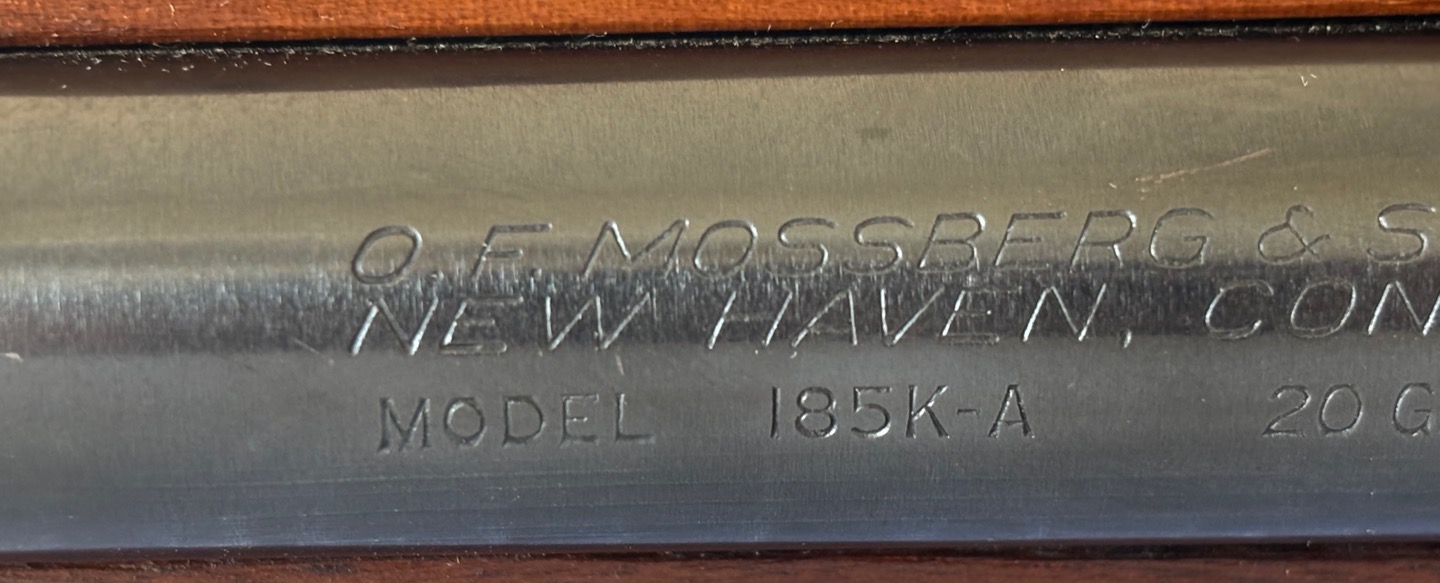 O.F. MOSSBERG & S
NEW HAVEN, CON
MODEL 185K-A 20 G